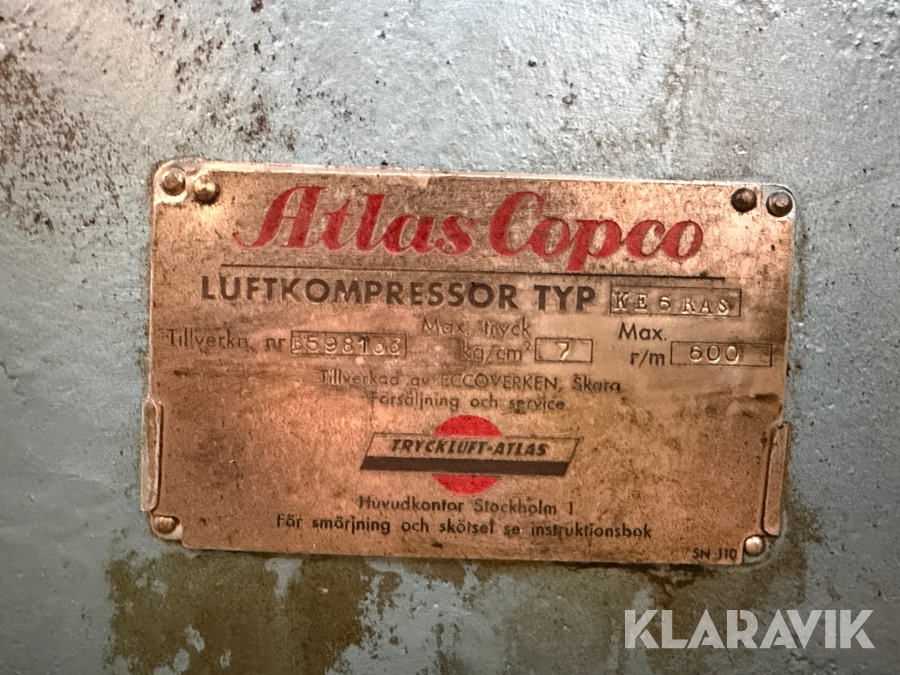 Atlas Copco
LUFTKOMPRESSOR TYP KE 6 RAS
Tillverkn. nr E598133 Max. tryck kg/cm² 7 Max. r/m 600
Tillverkad av ECCOVERKEN, Skara
Försäljning och service
TRYCKLUFT-ATLAS
Huvudkontor Stockholm 1
För smörjning och skötsel se instruktionsbok
SN 110
KLARAVIK